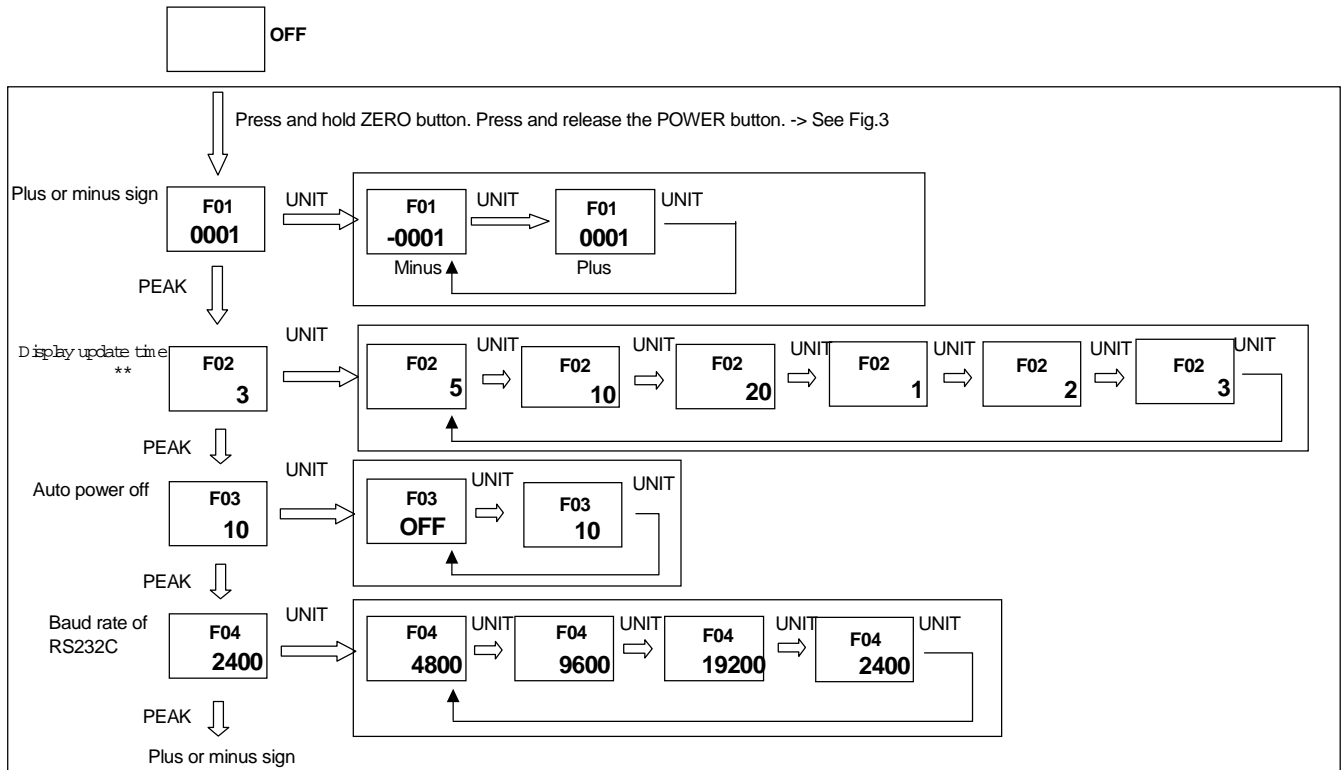 OFF
Press and hold ZERO button. Press and release the POWER button. -> See Fig.3
Plus or minus sign
F01
0001
UNIT
F01
-0001
Minus
UNIT
F01
0001
Plus
UNIT
PEAK
Display update time
**
F02
3
UNIT
F02
5
UNIT
F02
10
UNIT
F02
20
UNIT
F02
1
UNIT
F02
2
UNIT
F02
3
UNIT
PEAK
Auto power off
F03
10
UNIT
F03
OFF
UNIT
F03
10
UNIT
PEAK
Baud rate of
RS232C
F04
2400
UNIT
F04
4800
UNIT
F04
9600
UNIT
F04
19200
UNIT
F04
2400
UNIT
PEAK
Plus or minus sign